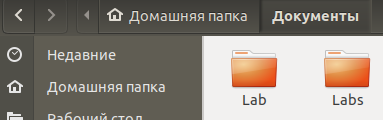 Домашняя папка Документы
Недавние
Домашняя папка
Рабочий стол
Lab Labs